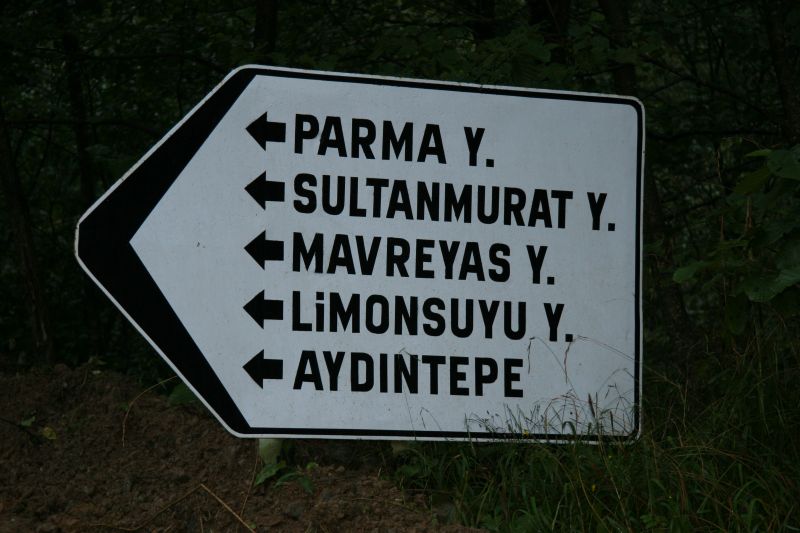 PARMA Y.
SULTANMURAT Y.
MAVREYAS Y.
LiMONSUYU Y.
AYDINTEPE